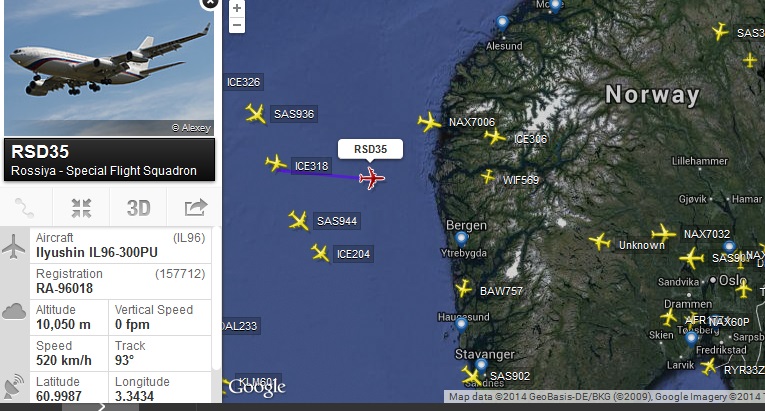 © Alexey
RSD35
Rossiya - Special Flight Squadron
3D
Aircraft (IL96)
Ilyushin IL96-300PU
Registration (157712)
RA-96018
Altitude Vertical Speed
10,050 m 0 fpm
Speed Track
520 km/h 93°
Latitude Longitude
60.9987 3.3434
+
-
Alesund
SAS3
ICE326
SAS936
Norway
NAX7006
RSD35
ICE306
ICE318
Lillehammer
WIF569
Gjøvik
Hamar
SAS944
Bergen
NAX7032
Ytrebygda
Unknown
ICE204
Sandvika
Oslo
BAW757
Drammen
Haugesund
NAX60P
DAL233
Skien
Tønsberg
Fredrikstad
Sarpsb
Stavanger
Larvik
RYR33Z
KLM601
Google
SAS902
Sandnes
Map data ©2014 GeoBasis-DE/BKG (©2009), Google Imagery ©2014 T